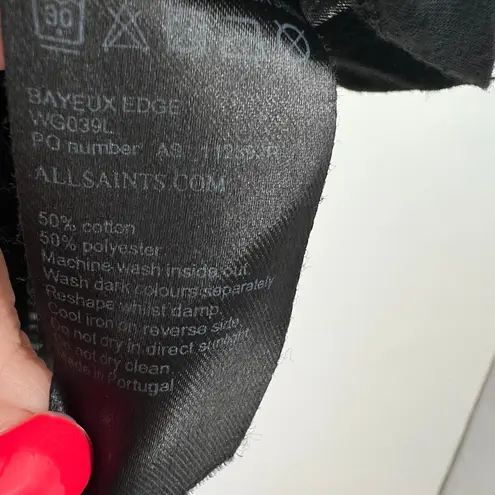 30
BAYEUX EDGE
WG039L
PO number
ALLSAINTS.COM
50% cotton
50% polyester
Machine wash inside out.
Wash dark colours separately
Reshape whilst damp.
Cool iron on reverse side.
Do not dry in direct sunlight
Do not dry clean.
Made in Portugal